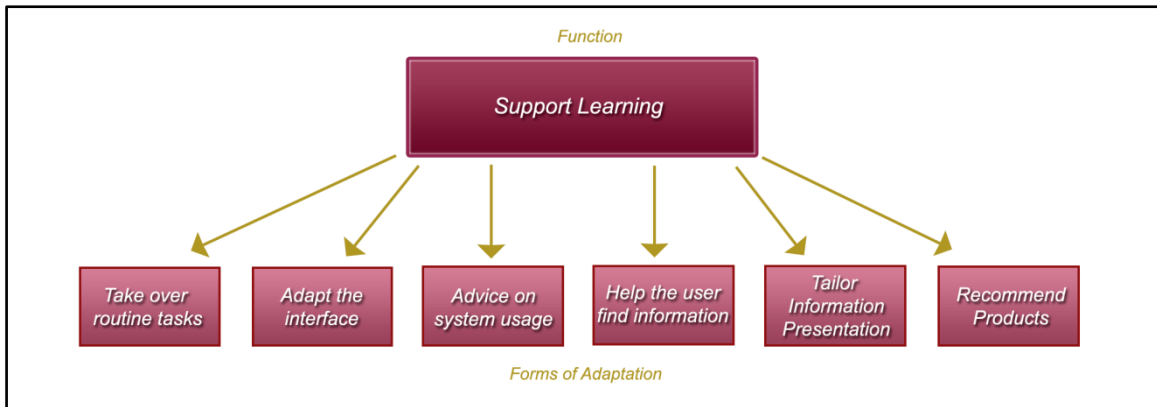 Function
Support Learning
Take over
routine tasks
Adapt the
interface
Advice on
system usage
Help the user
find information
Tailor
Information
Presentation
Recommend
Products
Forms of Adaptation